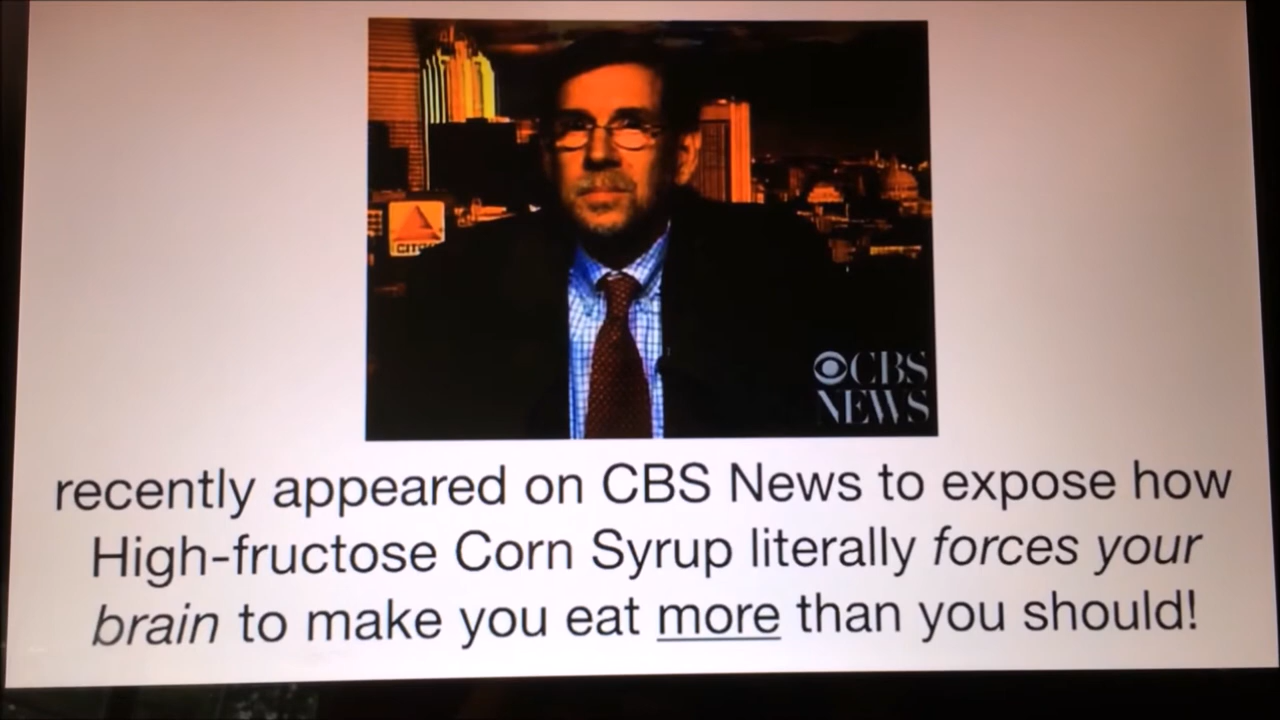 CITGO
CBS
NEWS
recently appeared on CBS News to expose how
High-fructose Corn Syrup literally forces your
brain to make you eat more than you should!